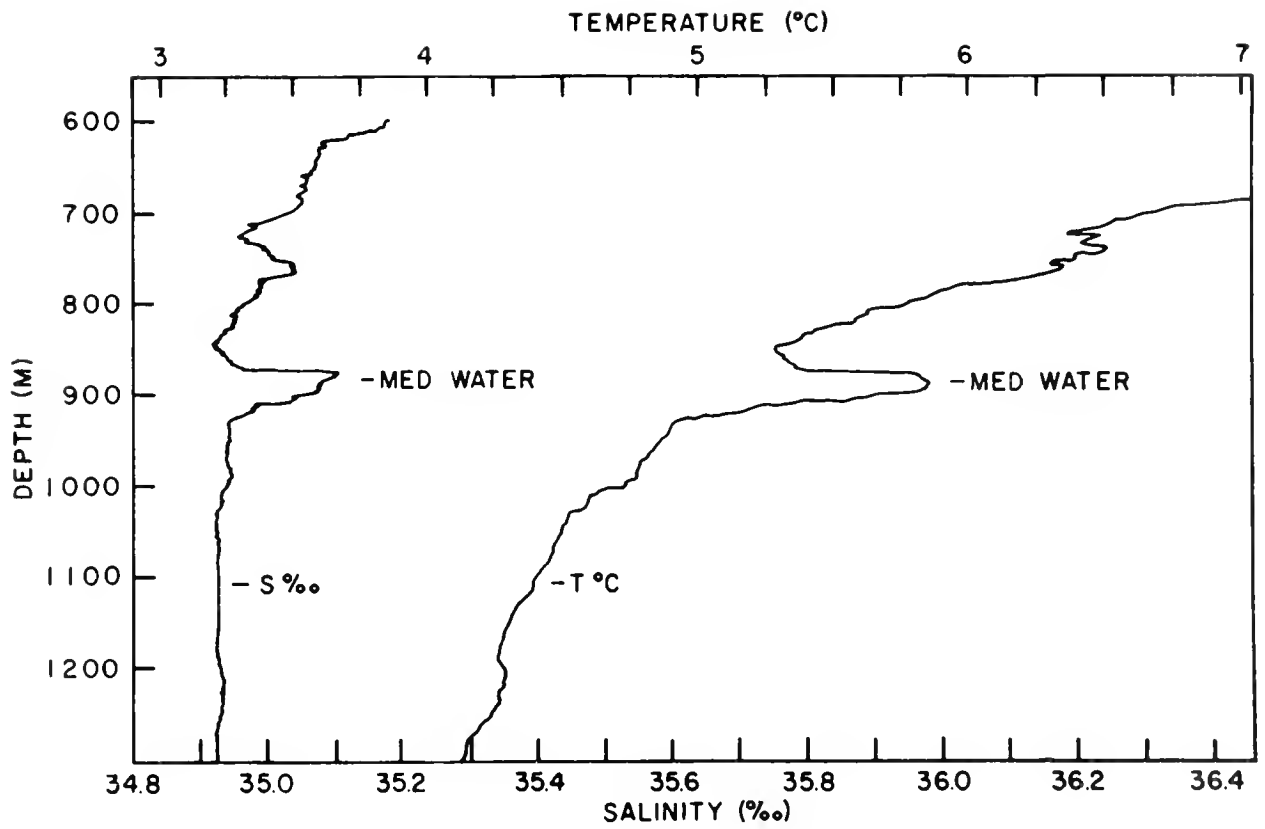 TEMPERATURE (°C)
3 4 5 6 7
600
700
800
-MED WATER
-MED WATER
900
DEPTH (M)
1000
1100
-S‰
-T°C
1200
34.8 35.0 35.2 35.4 35.6 35.8 36.0 36.2 36.4
SALINITY (‰)